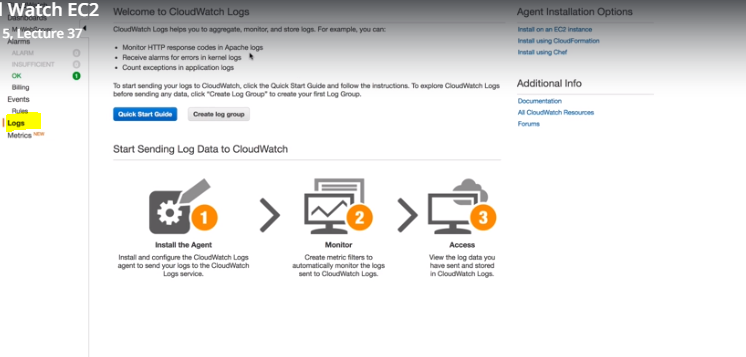 Watch EC2
5, Lecture 37
Dashboards
Alarms
ALARM 0
INSUFFICIENT 0
OK 1
Billing
Events
Rules
Logs
Metrics NEW
Welcome to CloudWatch Logs
CloudWatch Logs helps you to aggregate, monitor, and store logs. For example, you can:
• Monitor HTTP response codes in Apache logs
• Receive alarms for errors in kernel logs
• Count exceptions in application logs
To start sending your logs to CloudWatch, click the Quick Start Guide and follow the instructions. To explore CloudWatch Logs
before sending any data, click "Create Log Group" to create your first Log Group.
Quick Start Guide
Create log group
Start Sending Log Data to CloudWatch
1
2
3
Install the Agent
Install and configure the CloudWatch Logs
agent to send your logs to the CloudWatch
Logs service.
Monitor
Create metric filters to
automatically monitor the logs
sent to CloudWatch Logs.
Access
View the log data you
have sent and stored
in CloudWatch Logs.
Agent Installation Options
Install on an EC2 instance
Install using CloudFormation
Install using Chef
Additional Info
Documentation
All CloudWatch Resources
Forums